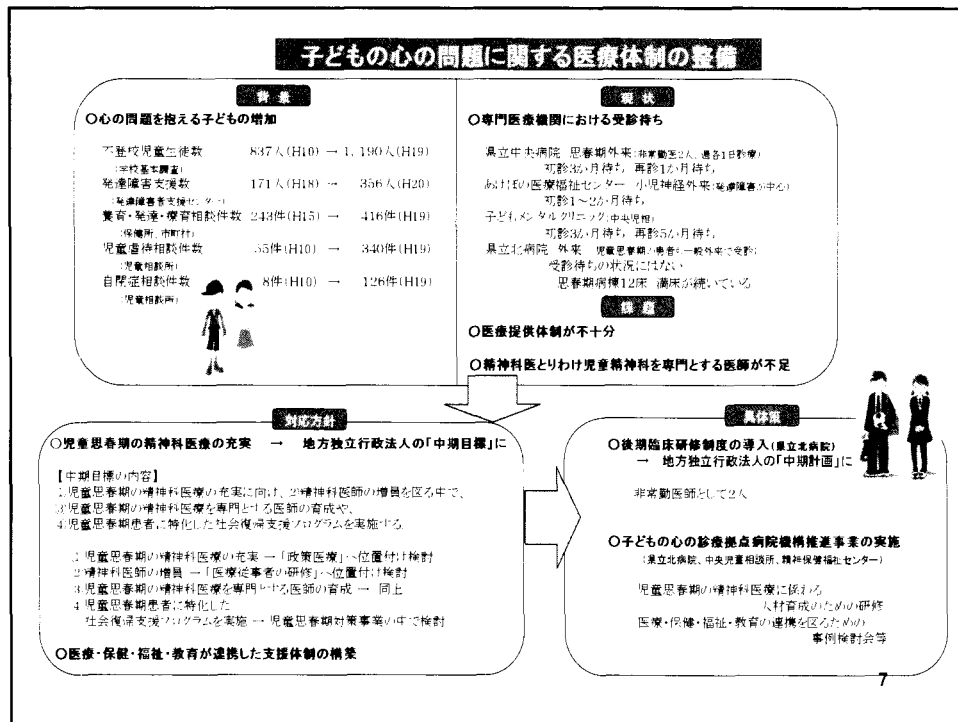 子どもの心の問題に関する医療体制の整備
背景
○心の問題を抱える子どもの増加
不登校児童生徒数 837人(H10) → 1,190人(H19)
(学校基本調査)
発達障害支援数 171人(H18) → 356人(H20)
(発達障害者支援センター)
養育・発達・療育相談件数 243件(H15) → 416件(H19)
(保健所、市町村)
児童虐待相談件数 55件(H10) → 340件(H19)
(児童相談所)
自閉症相談件数 8件(H10) → 126件(H19)
(児童相談所)
現状
○専門医療機関における受診待ち
県立中央病院 思春期外来(非常勤医2人、週各1日診療)
初診3か月待ち 再診1か月待ち
あけぼの医療福祉センター 小児神経外来(発達障害が中心)
初診1~2か月待ち
子どもメンタルクリニック(中央児相)
初診3か月待ち 再診5か月待ち
県立北病院 外来 児童思春期の患者も一般外来で受診)
受診待ちの状況にはない
思春期病棟12床 満床が続いている
課題
○医療提供体制が不十分
○精神科医とりわけ児童精神科を専門とする医師が不足
対応方針
○児童思春期の精神科医療の充実 → 地方独立行政法人の「中期目標」に
【中期目標の内容】
1)児童思春期の精神科医療の充実に向け、2)精神科医師の増員を図る中で、
3)児童思春期の精神科医療を専門とする医師の育成や、
4)児童思春期患者に特化した社会復帰支援プログラムを実施する。
1 児童思春期の精神科医療の充実 → 「政策医療」へ位置付け検討
2 精神科医師の増員 → 「医療従事者の研修」へ位置付け検討
3 児童思春期の精神科医療を専門とする医師の育成 → 同上
4 児童思春期患者に特化した
社会復帰支援プログラムを実施 → 児童思春期対策事業の中で検討
○医療・保健・福祉・教育が連携した支援体制の構築
具体策
○後期臨床研修制度の導入(県立北病院)
→ 地方独立行政法人の「中期計画」に
非常勤医師として2人
○子どもの心の診療拠点病院機構推進事業の実施
(県立北病院、中央児童相談所、精神保健福祉センター)
児童思春期の精神科医療に係わる
人材育成のための研修
医療・保健・福祉・教育の連携を図るための
事例検討会等
7